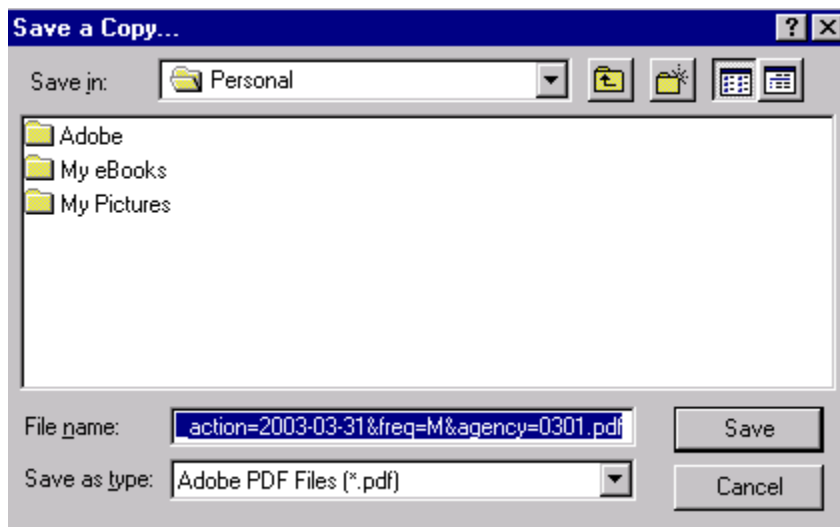 Save a Copy...
Save in: Personal
Adobe
My eBooks
My Pictures
File name: _action=2003-03-31&freq=M&agency=0301.pdf Save
Save as type: Adobe PDF Files (*.pdf) Cancel